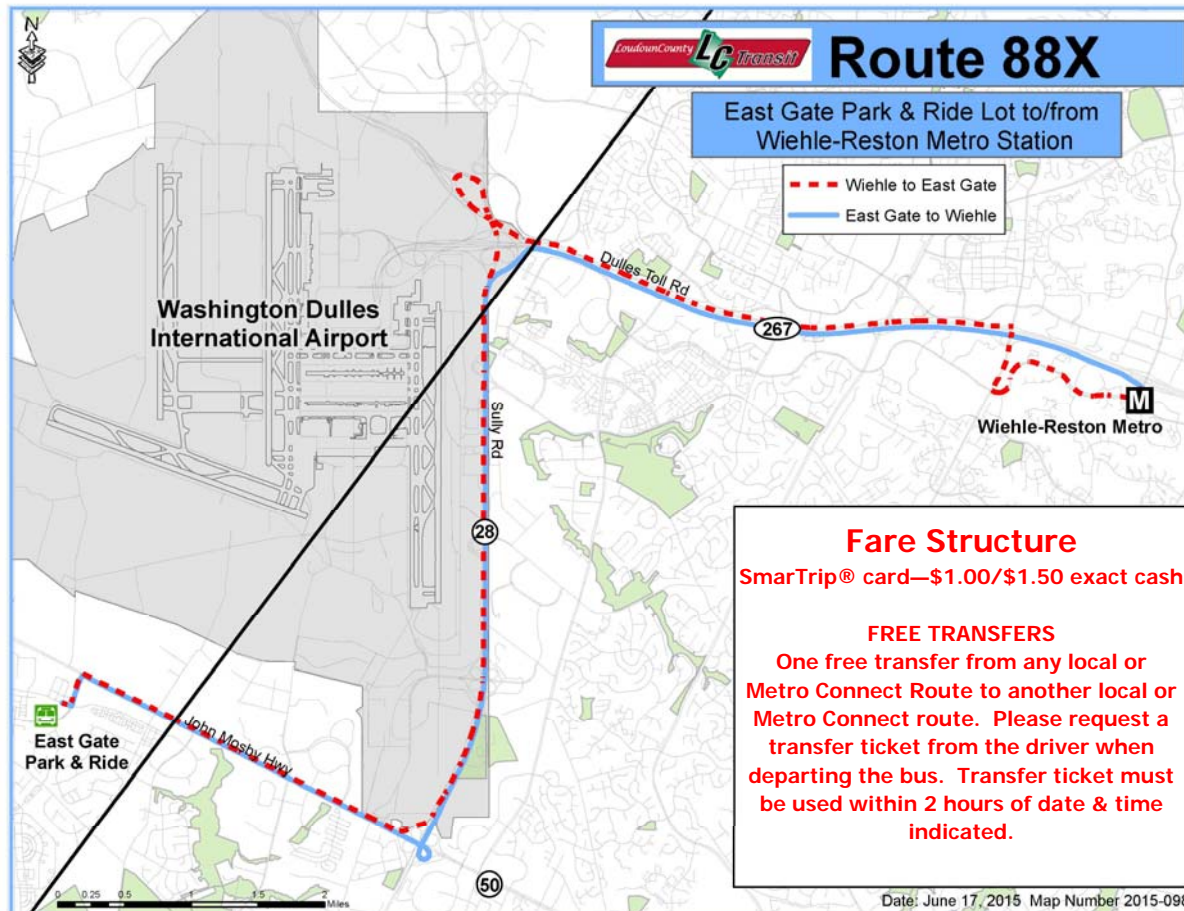 N
LoudounCounty LC Transit
Route 88X
East Gate Park & Ride Lot to/from
Wiehle-Reston Metro Station
Wiehle to East Gate
East Gate to Wiehle
Dulles Toll Rd
267
Washington Dulles
International Airport
Sully Rd
M
Wiehle-Reston Metro
28
Fare Structure
SmarTrip® card—$1.00/$1.50 exact cash
FREE TRANSFERS
One free transfer from any local or
Metro Connect Route to another local or
Metro Connect route. Please request a
transfer ticket from the driver when
departing the bus. Transfer ticket must
be used within 2 hours of date & time
indicated.
John Mosby Hwy
East Gate
Park & Ride
50
0 0.25 0.5 1 1.5 2
Miles
Date: June 17, 2015 Map Number 2015-098